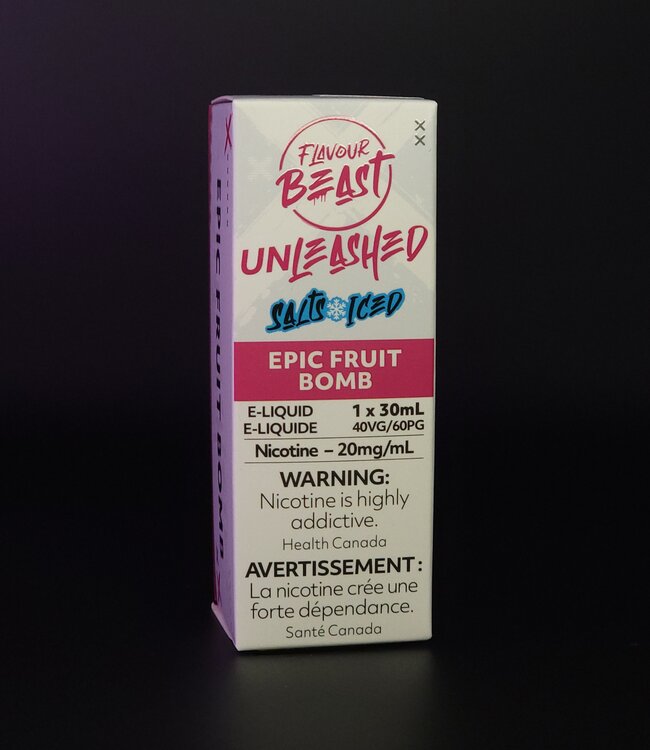 FLAVOUR
BEAST
UNLEASHED
SALTS ICED
EPIC FRUIT
BOMB
E-LIQUID 1 x 30mL
E-LIQUIDE 40VG/60PG
Nicotine – 20mg/mL
WARNING:
Nicotine is highly
addictive.
Health Canada
AVERTISSEMENT :
La nicotine crée une
forte dépendance.
Santé Canada
EPIC FRUIT BOMB